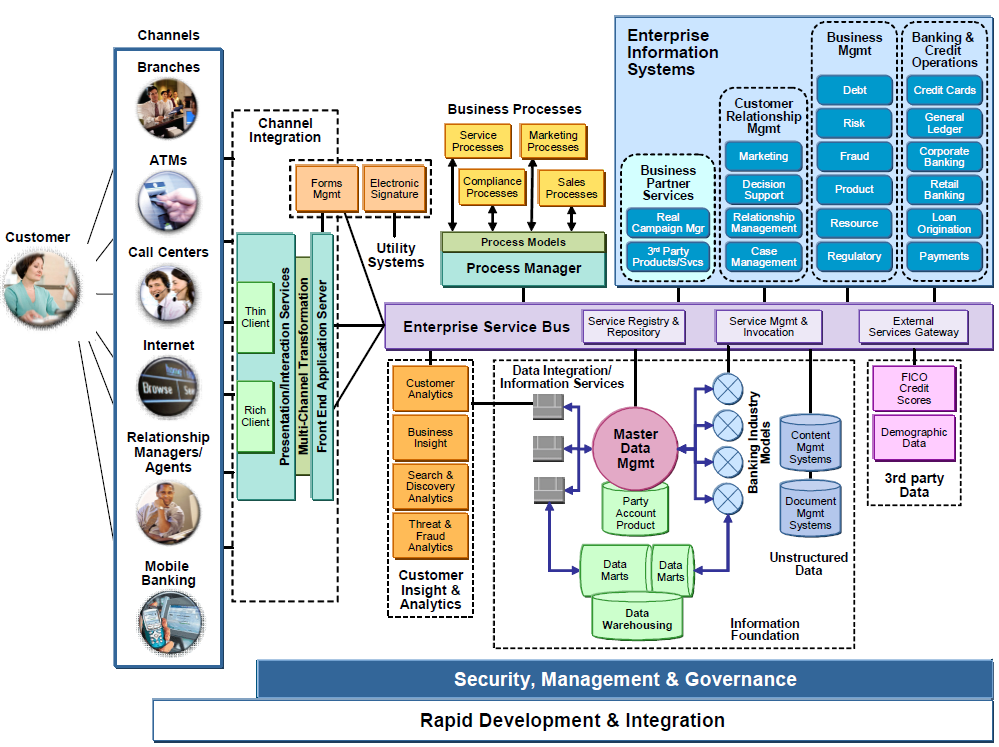 Channels
Customer
Branches
ATMs
Call Centers
Internet
Browse
Relationship
Managers/
Agents
Mobile
Banking
Channel
Integration
Thin
Client
Rich
Client
Presentation/Interaction Services
Multi-Channel Transformation
Front End Application Server
Forms
Mgmt
Electronic
Signature
Utility
Systems
Business Processes
Service
Processes
Marketing
Processes
Compliance
Processes
Sales
Processes
Process Models
Process Manager
Enterprise
Information
Systems
Business
Partner
Services
Real
Campaign Mgr
3rd Party
Products/Svcs
Customer
Relationship
Mgmt
Marketing
Decision
Support
Relationship
Management
Case
Management
Business
Mgmt
Debt
Risk
Fraud
Product
Resource
Regulatory
Banking &
Credit
Operations
Credit Cards
General
Ledger
Corporate
Banking
Retail
Banking
Loan
Origination
Payments
Enterprise Service Bus
Service Registry &
Repository
Service Mgmt &
Invocation
External
Services Gateway
Customer
Analytics
Business
Insight
Search &
Discovery
Analytics
Threat &
Fraud
Analytics
Customer
Insight &
Analytics
Data Integration/
Information Services
Master
Data
Mgmt
Party
Account
Product
Banking Industry
Models
Data
Marts
Data
Marts
Data
Warehousing
Content
Mgmt
Systems
Document
Mgmt
Systems
Unstructured
Data
Information
Foundation
FICO
Credit
Scores
Demographic
Data
3rd party
Data
Security, Management & Governance
Rapid Development & Integration